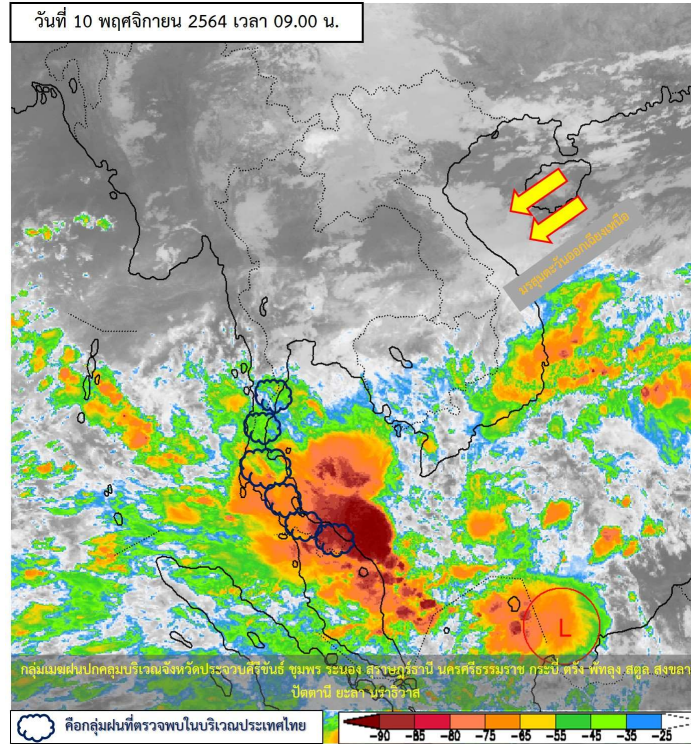 วันที่ 10 พฤศจิกายน 2564 เวลา 09.00 น.
มรสุมตะวันออกเฉียงเหนือ
L
กลุ่มเมฆฝนปกคลุมบริเวณจังหวัดประจวบคีรีขันธ์ ชุมพร ระนอง สุราษฎร์ธานี นครศรีธรรมราช กระบี่ ตรัง พัทลุง สตูล สงขลา
ปัตตานี ยะลา นราธิวาส
คือกลุ่มฝนที่ตรวจพบในบริเวณประเทศไทย
-90 -85 -80 -75 -65 -55 -45 -35 -25